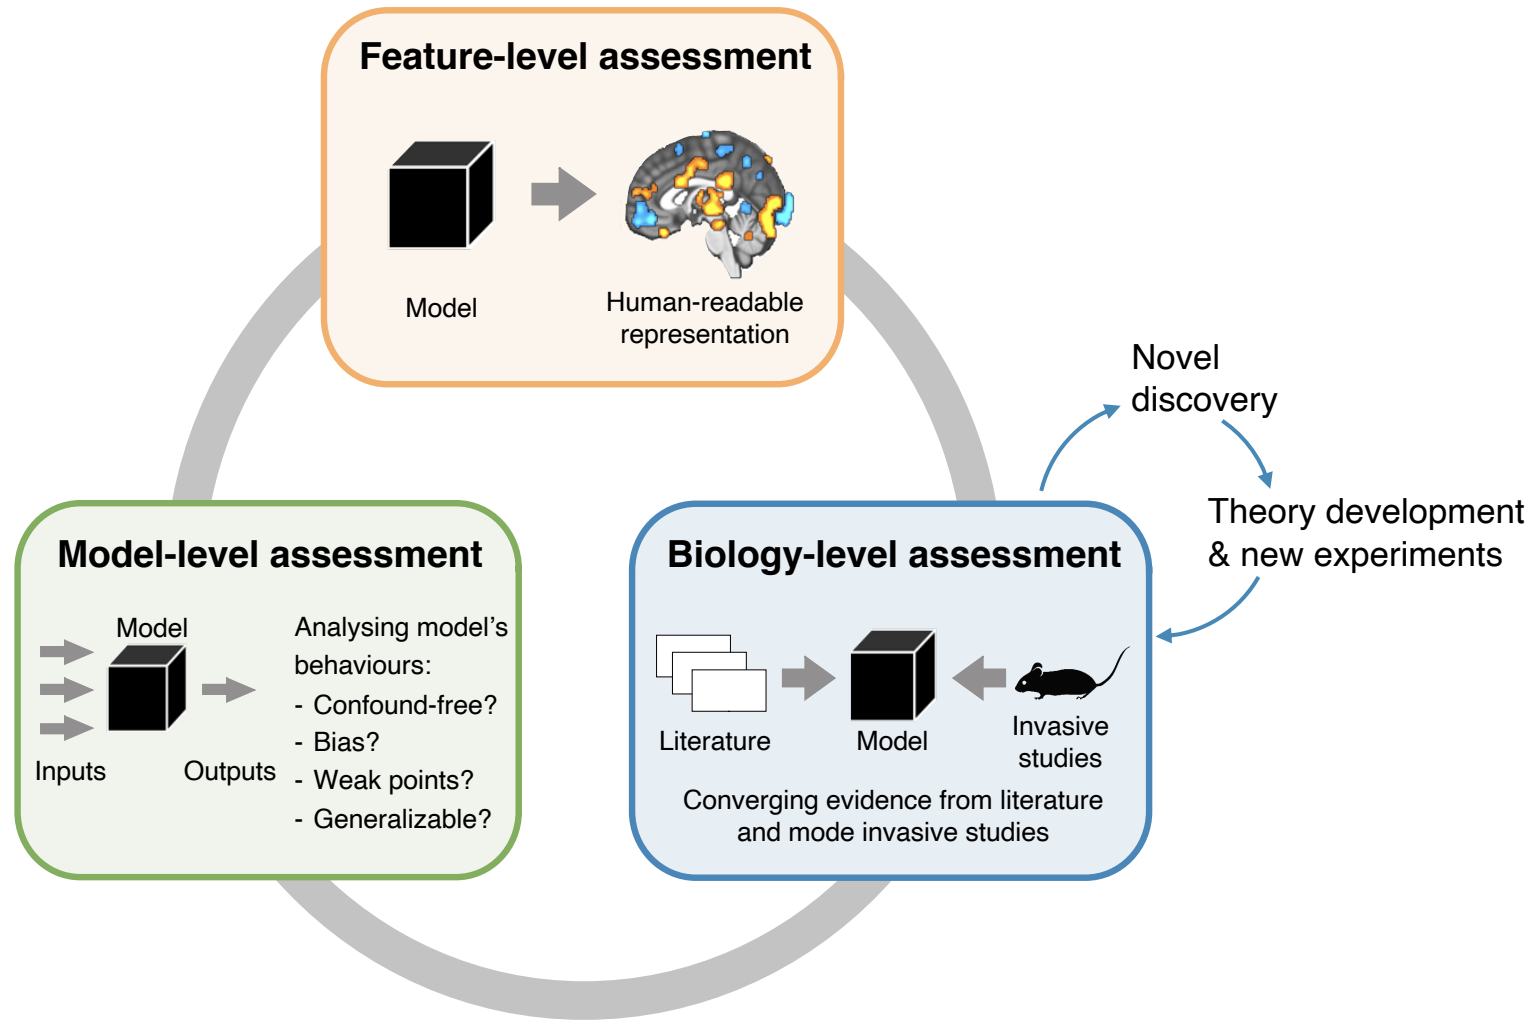 Feature-level assessment
Model
Human-readable
representation
Novel
discovery
Theory development
& new experiments
Model-level assessment
Model
Inputs
Outputs
Analysing model's
behaviours:
- Confound-free?
- Bias?
- Weak points?
- Generalizable?
Biology-level assessment
Literature
Model
Invasive
studies
Converging evidence from literature
and mode invasive studies